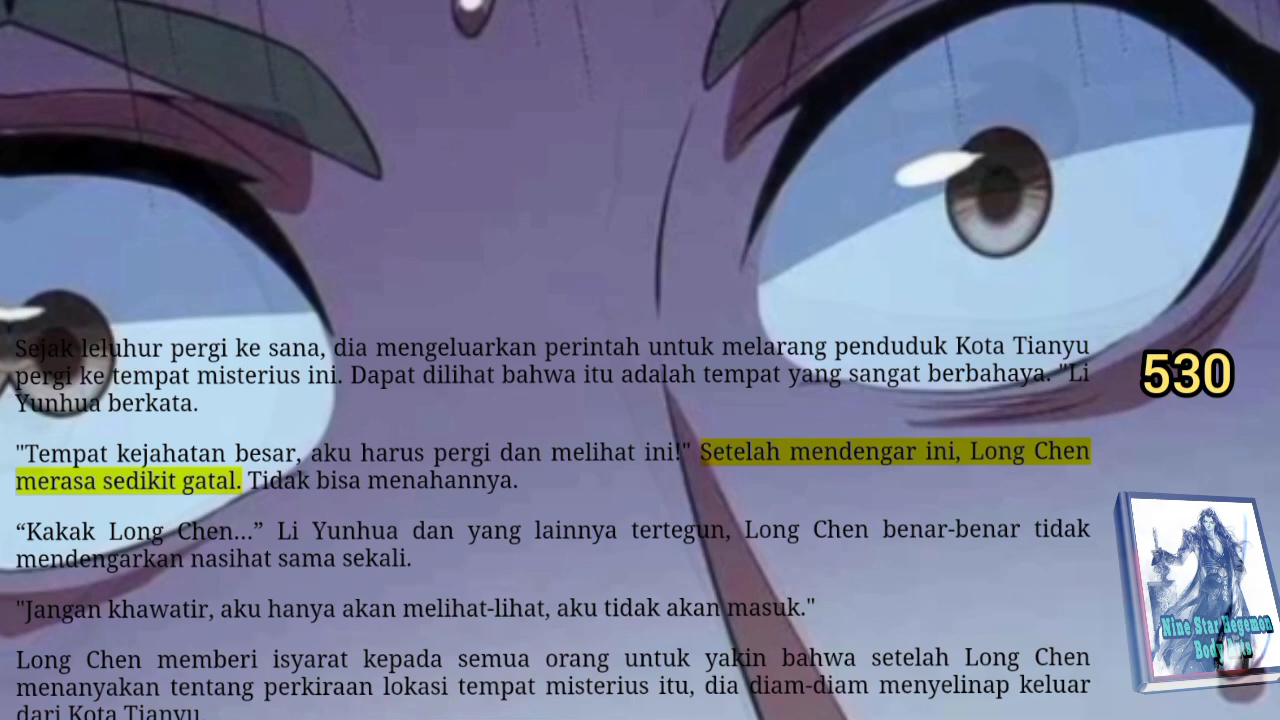 Sejak leluhur pergi ke sana, dia mengeluarkan perintah untuk melarang penduduk Kota Tianyu
pergi ke tempat misterius ini. Dapat dilihat bahwa itu adalah tempat yang sangat berbahaya. "Li
Yunhua berkata.
530
"Tempat kejahatan besar, aku harus pergi dan melihat ini!" Setelah mendengar ini, Long Chen
merasa sedikit gatal. Tidak bisa menahannya.
“Kakak Long Chen...” Li Yunhua dan yang lainnya tertegun, Long Chen benar-benar tidak
mendengarkan nasihat sama sekali.
"Jangan khawatir, aku hanya akan melihat-lihat, aku tidak akan masuk."
Long Chen memberi isyarat kepada semua orang untuk yakin bahwa setelah Long Chen
menanyakan tentang perkiraan lokasi tempat misterius itu, dia diam-diam menyelinap keluar
dari Kota Tianyu.
Nine Star Hegemon
Body